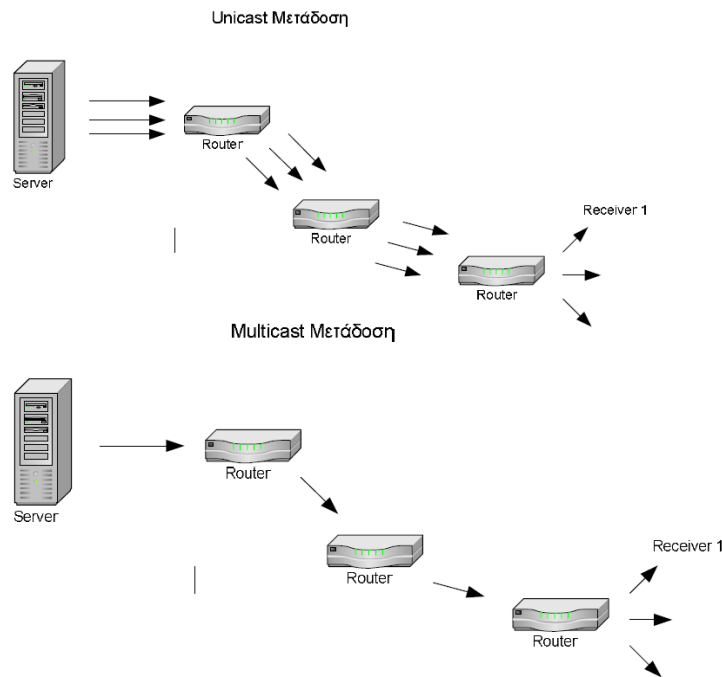 Unicast Μετάδοση
Server
Router
Router
Receiver 1
Router
Multicast Μετάδοση
Server
Router
Router
Receiver 1
Router